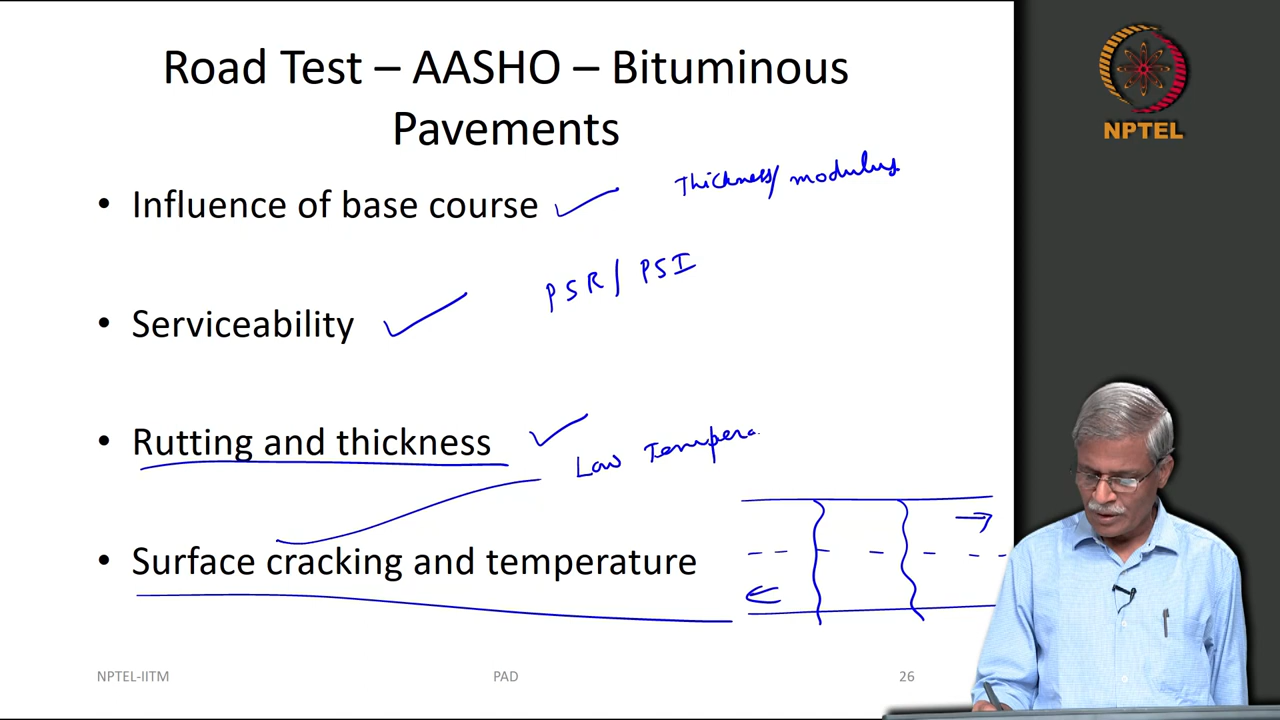 Road Test – AASHO – Bituminous
Pavements
NPTEL
• Influence of base course
Thickness/ modulus
• Serviceability
PSR/ PSI
• Rutting and thickness
Low Tempera
• Surface cracking and temperature
NPTEL-IITM
PAD
26